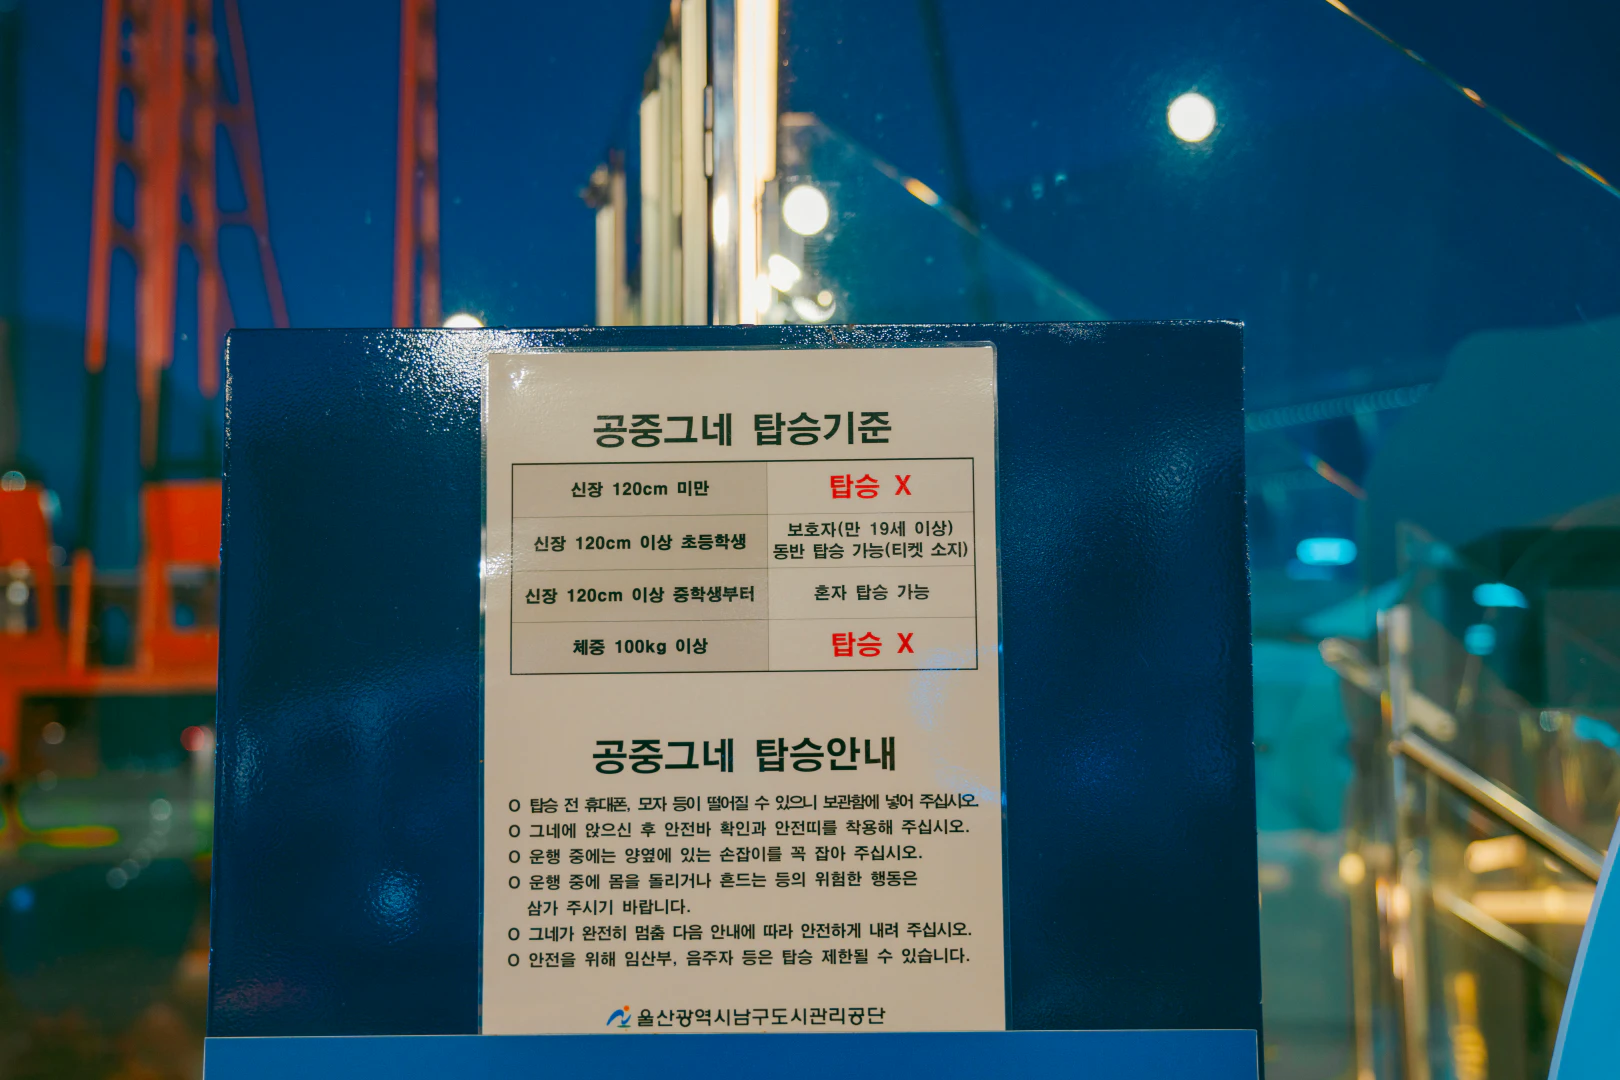 공중그네 탑승기준
신장 120cm 미만 탑승 X
신장 120cm 이상 초등학생 보호자(만 19세 이상)
동반 탑승 가능(티켓 소지)
신장 120cm 이상 중학생부터 혼자 탑승 가능
체중 100kg 이상 탑승 X
공중그네 탑승안내
O 탑승 전 휴대폰, 모자 등이 떨어질 수 있으니 보관함에 넣어 주십시오.
O 그네에 앉으신 후 안전바 확인과 안전띠를 착용해 주십시오.
O 운행 중에는 양옆에 있는 손잡이를 꼭 잡아 주십시오.
O 운행 중에 몸을 돌리거나 흔드는 등의 위험한 행동은
삼가 주시기 바랍니다.
O 그네가 완전히 멈춤 다음 안내에 따라 안전하게 내려 주십시오.
O 안전을 위해 임산부, 음주자 등은 탑승 제한될 수 있습니다.
울산광역시남구도시관리공단